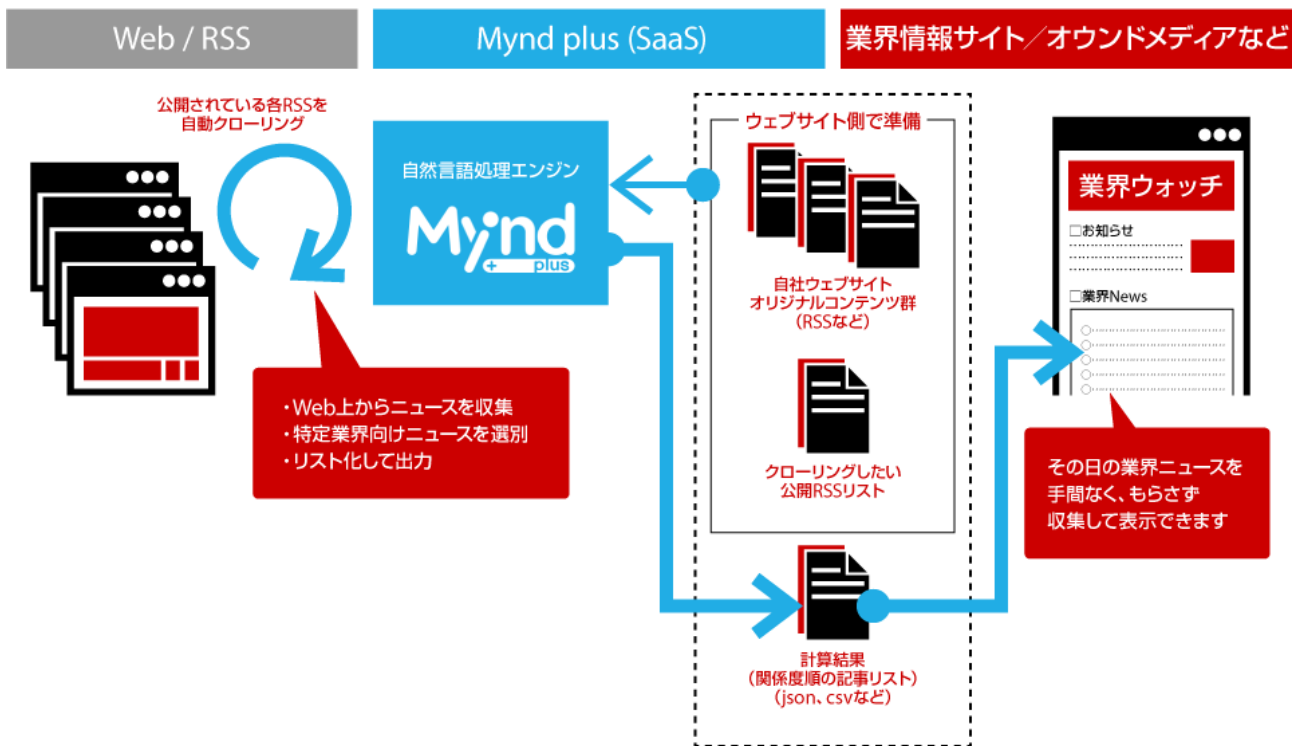 Web / RSS
Mynd plus (SaaS)
業界情報サイト／オウンドメディアなど
公開されている各RSSを
自動クローリング
自然言語処理エンジン
Mynd
+ plus
・Web上からニュースを収集
・特定業界向けニュースを選別
・リスト化して出力
ウェブサイト側で準備
自社ウェブサイト
オリジナルコンテンツ群
（RSSなど）
クローリングしたい
公開RSSリスト
計算結果
（関係度順の記事リスト）
（json、csvなど）
業界ウォッチ
□お知らせ
□業界News
その日の業界ニュースを
手間なく、もらさず
収集して表示できます